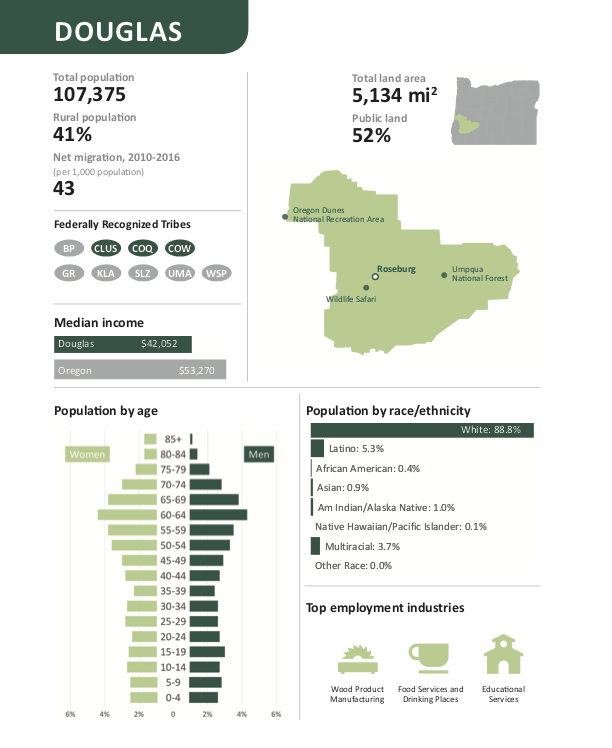 DOUGLAS
Total population
107,375
Rural population
41%
Net migration, 2010-2016
(per 1,000 population)
43
Federally Recognized Tribes
BP CLUS COQ COW
GR KLA SLZ UMA WSP
Median income
Douglas $42,052
Oregon $53,270
Total land area
5,134 mi²
Public land
52%
Oregon Dunes
National Recreation Area
Roseburg
Umpqua
National Forest
Wildlife Safari
Population by age
Women
Men
85+
80-84
75-79
70-74
65-69
60-64
55-59
50-54
45-49
40-44
35-39
30-34
25-29
20-24
15-19
10-14
5-9
0-4
6% 4% 2% 0 2% 4% 6%
Population by race/ethnicity
White: 88.8%
Latino: 5.3%
African American: 0.4%
Asian: 0.9%
Am Indian/Alaska Native: 1.0%
Native Hawaiian/Pacific Islander: 0.1%
Multiracial: 3.7%
Other Race: 0.0%
Top employment industries
Wood Product
Manufacturing
Food Services and
Drinking Places
Educational
Services